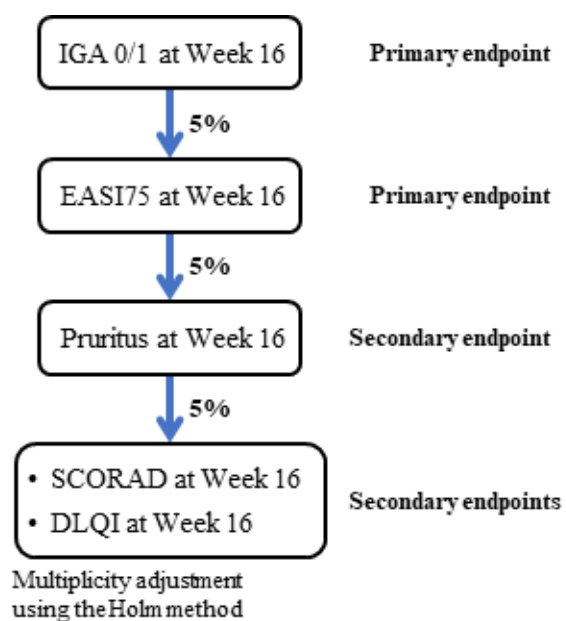 IGA 0/1 at Week 16 Primary endpoint
5%
EASI75 at Week 16 Primary endpoint
5%
Pruritus at Week 16 Secondary endpoint
5%
• SCORAD at Week 16
• DLQI at Week 16
Secondary endpoints
Multiplicity adjustment
using the Holm method